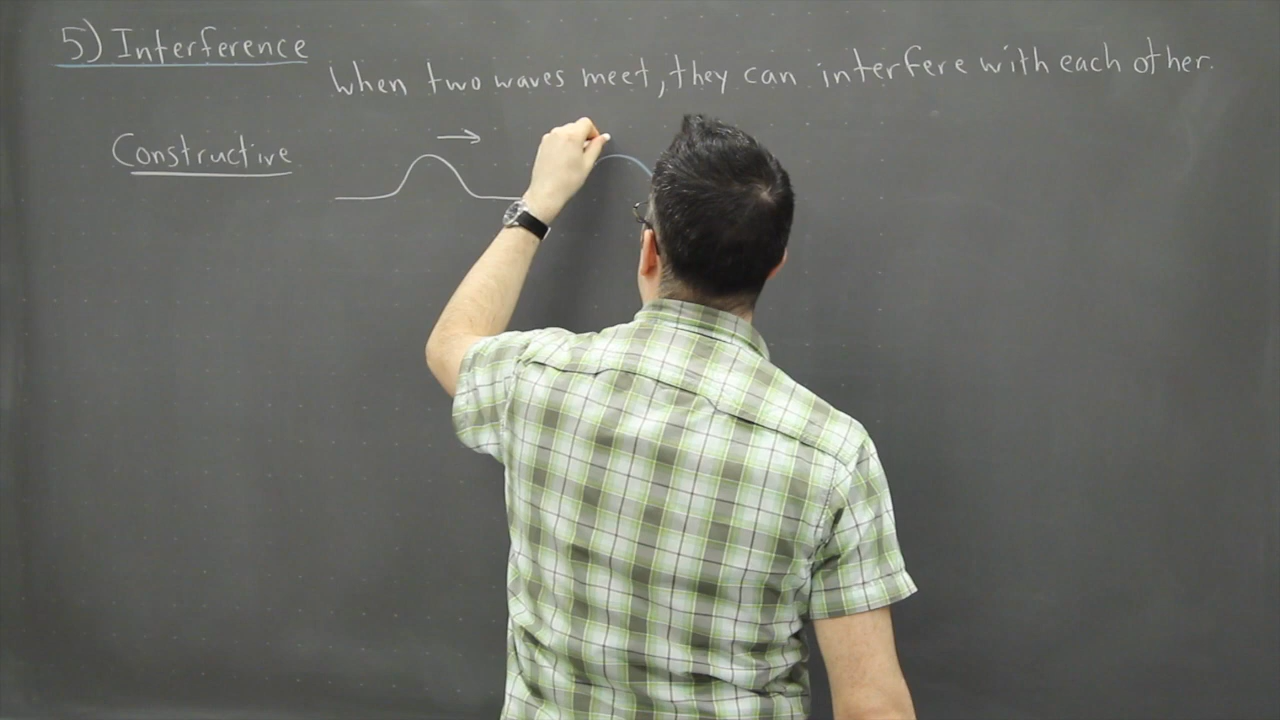 5) Interference
When two waves meet, they can interfere with each other.
Constructive